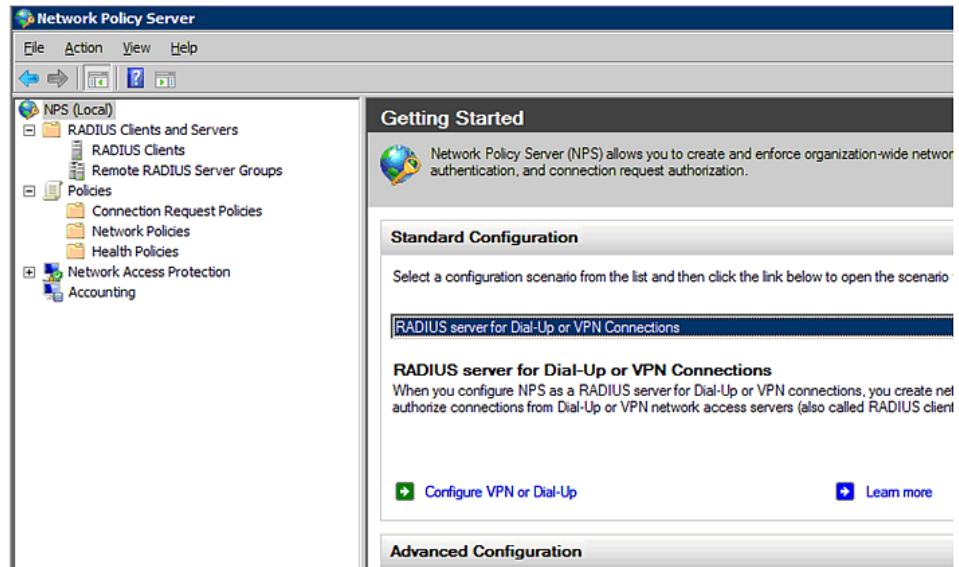 Network Policy Server
File Action View Help
NPS (Local)
RADIUS Clients and Servers
RADIUS Clients
Remote RADIUS Server Groups
Policies
Connection Request Policies
Network Policies
Health Policies
Network Access Protection
Accounting
Getting Started
Network Policy Server (NPS) allows you to create and enforce organization-wide networ
authentication, and connection request authorization.
Standard Configuration
Select a configuration scenario from the list and then click the link below to open the scenario
RADIUS server for Dial-Up or VPN Connections
RADIUS server for Dial-Up or VPN Connections
When you configure NPS as a RADIUS server for Dial-Up or VPN connections, you create net
authorize connections from Dial-Up or VPN network access servers (also called RADIUS client
Configure VPN or Dial-Up Learn more
Advanced Configuration